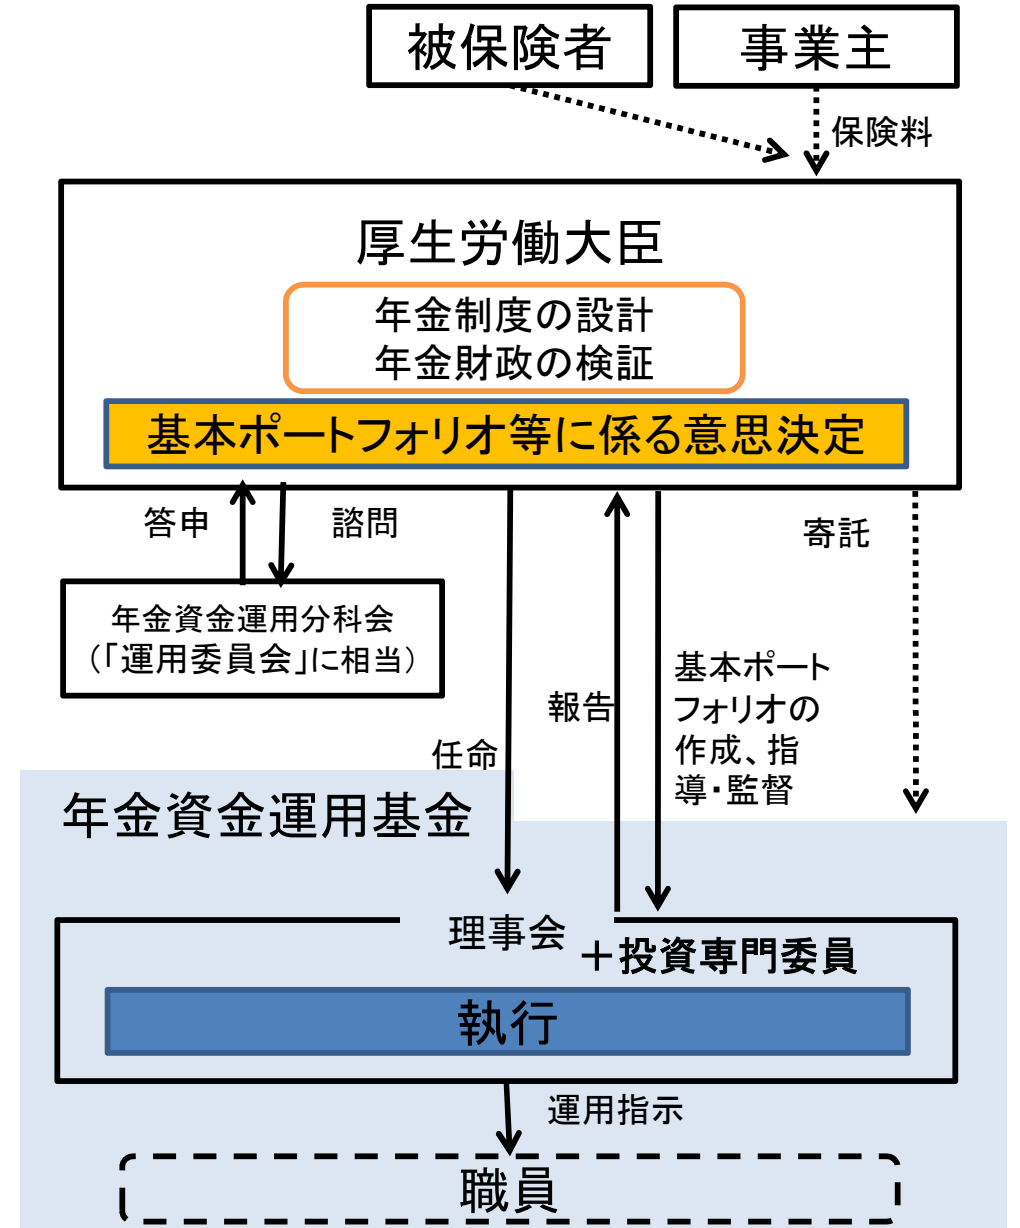 被保険者
事業主
保険料
厚生労働大臣
年金制度の設計
年金財政の検証
基本ポートフォリオ等に係る意思決定
答申
諮問
寄託
年金資金運用分科会
（「運用委員会」に相当）
基本ポート
フォリオの
作成、指
導・監督
報告
任命
年金資金運用基金
理事会
＋投資専門委員
執行
運用指示
職員